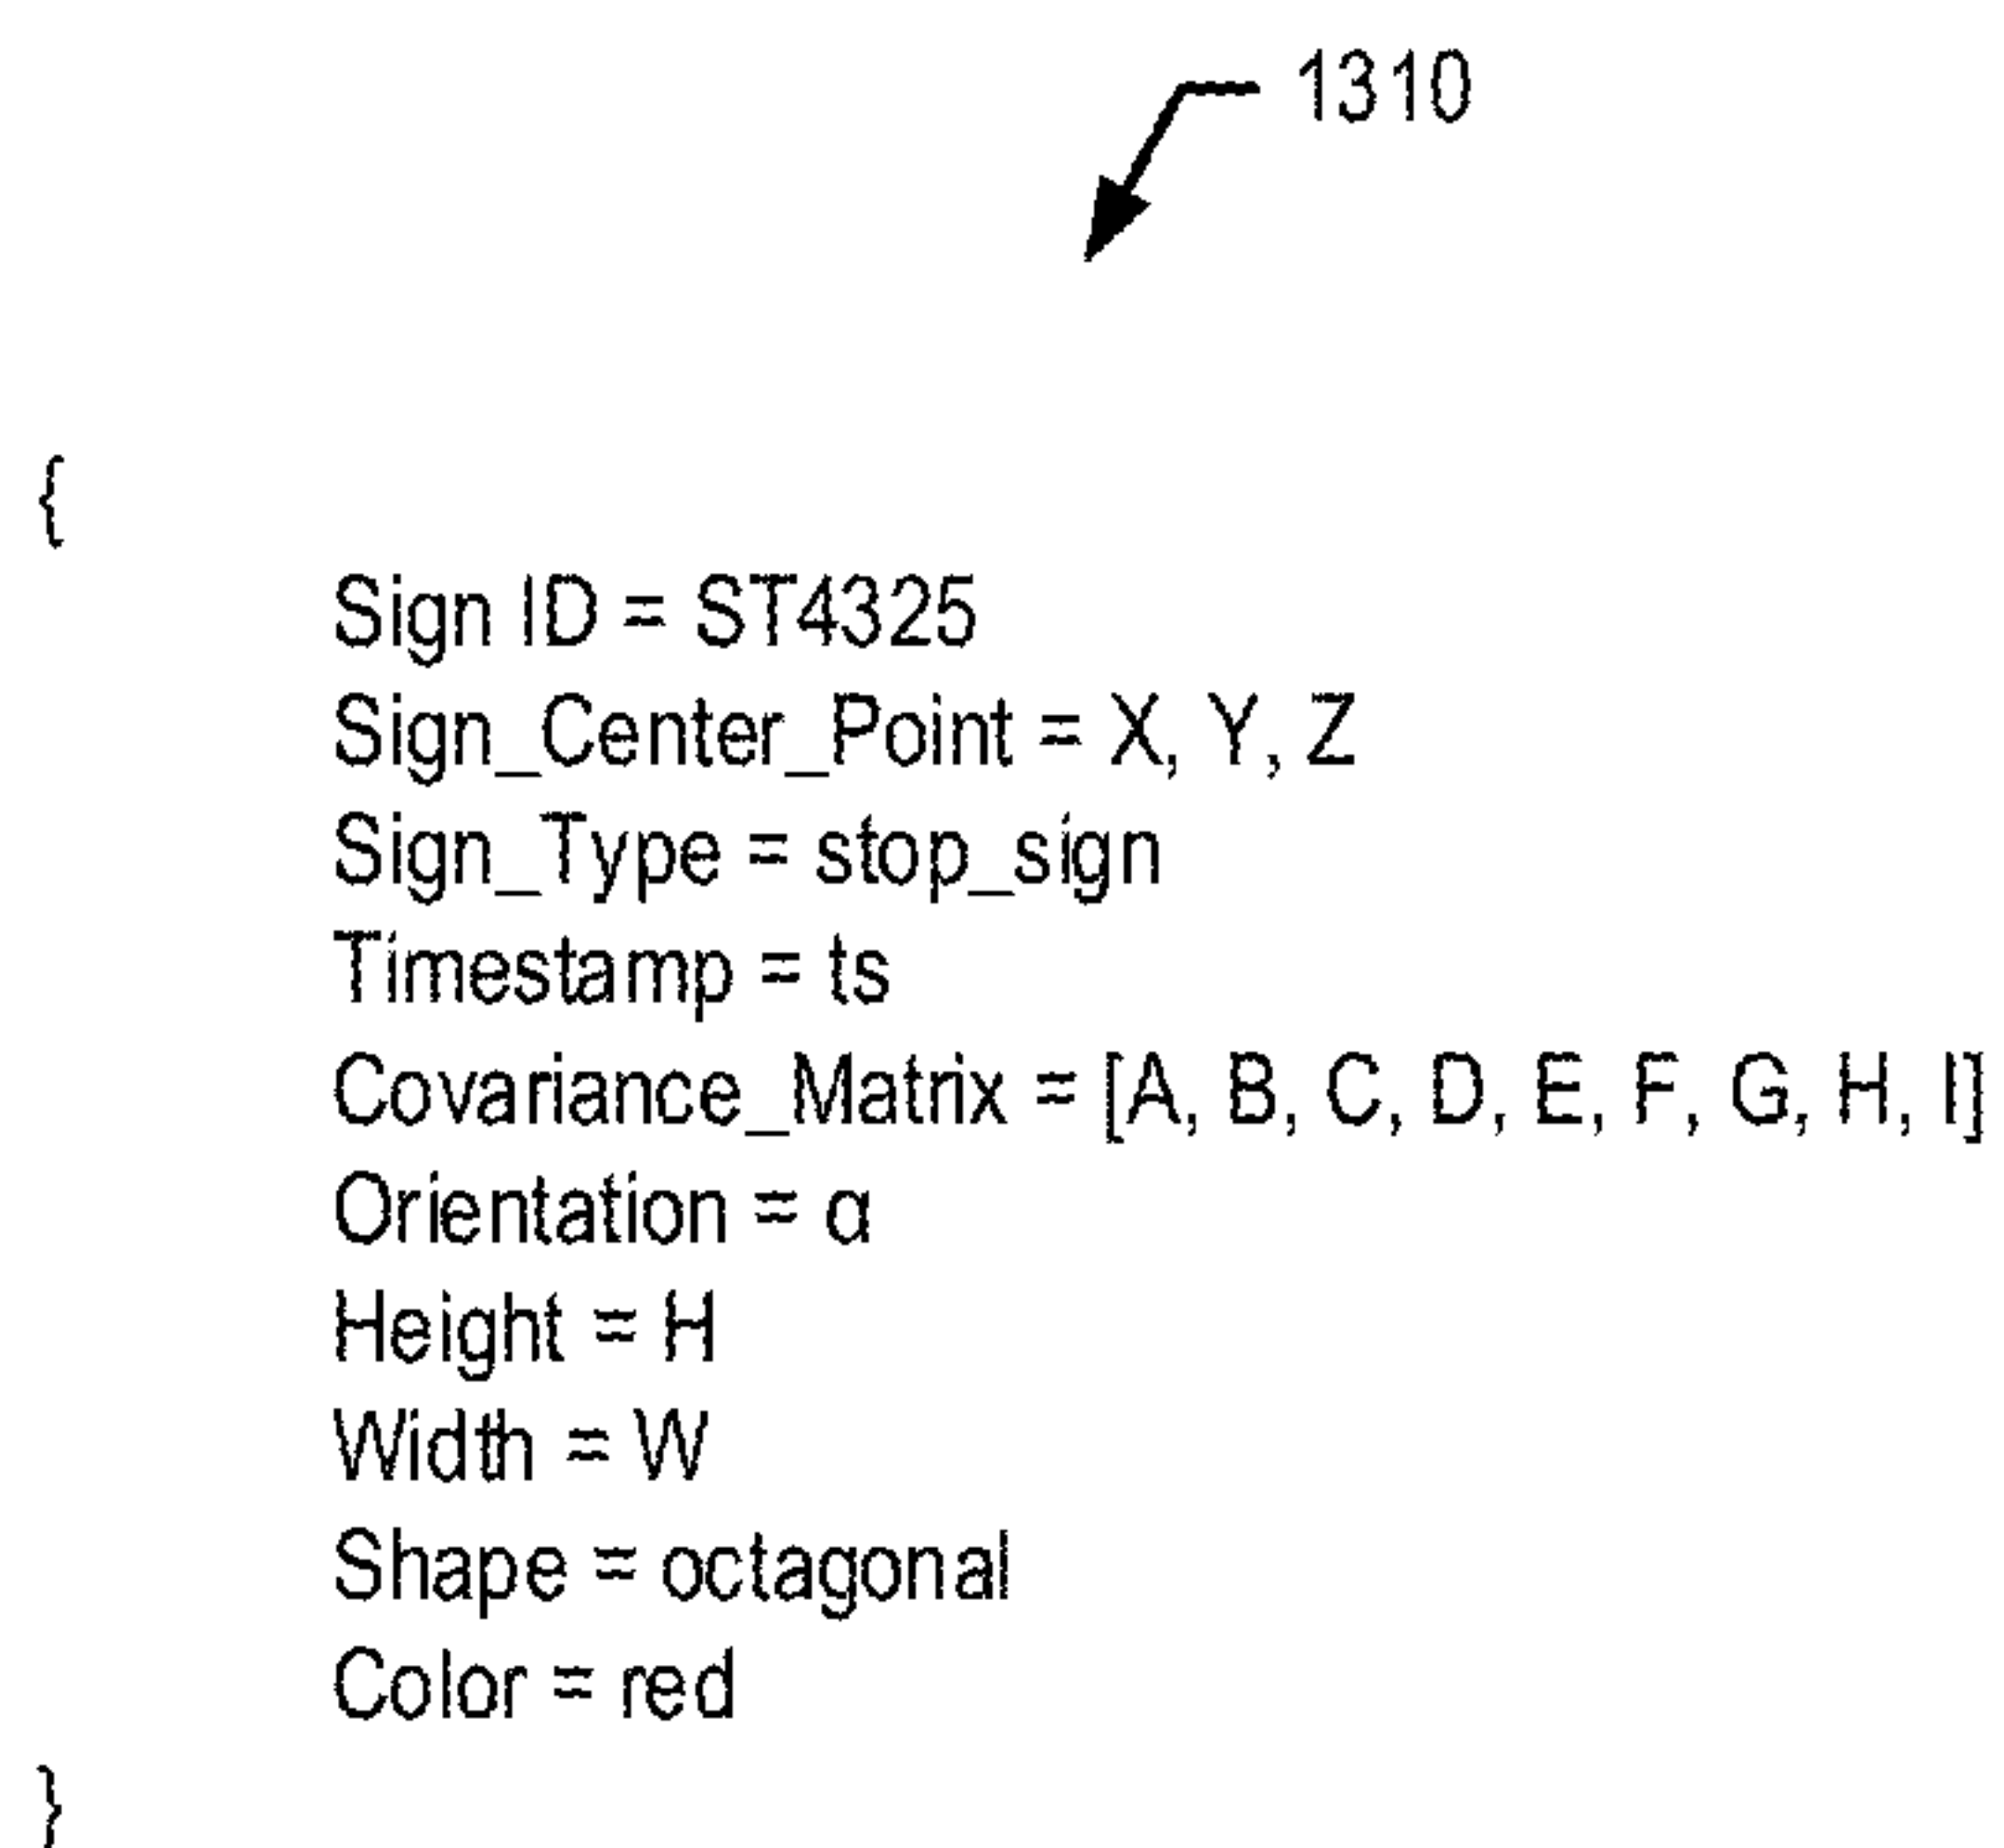 1310
{
Sign ID = ST4325
Sign_Center_Point = X, Y, Z
Sign_Type = stop_sign
Timestamp = ts
Covariance_Matrix = [A, B, C, D, E, F, G, H, I]
Orientation = α
Height = H
Width = W
Shape = octagonal
Color = red
}